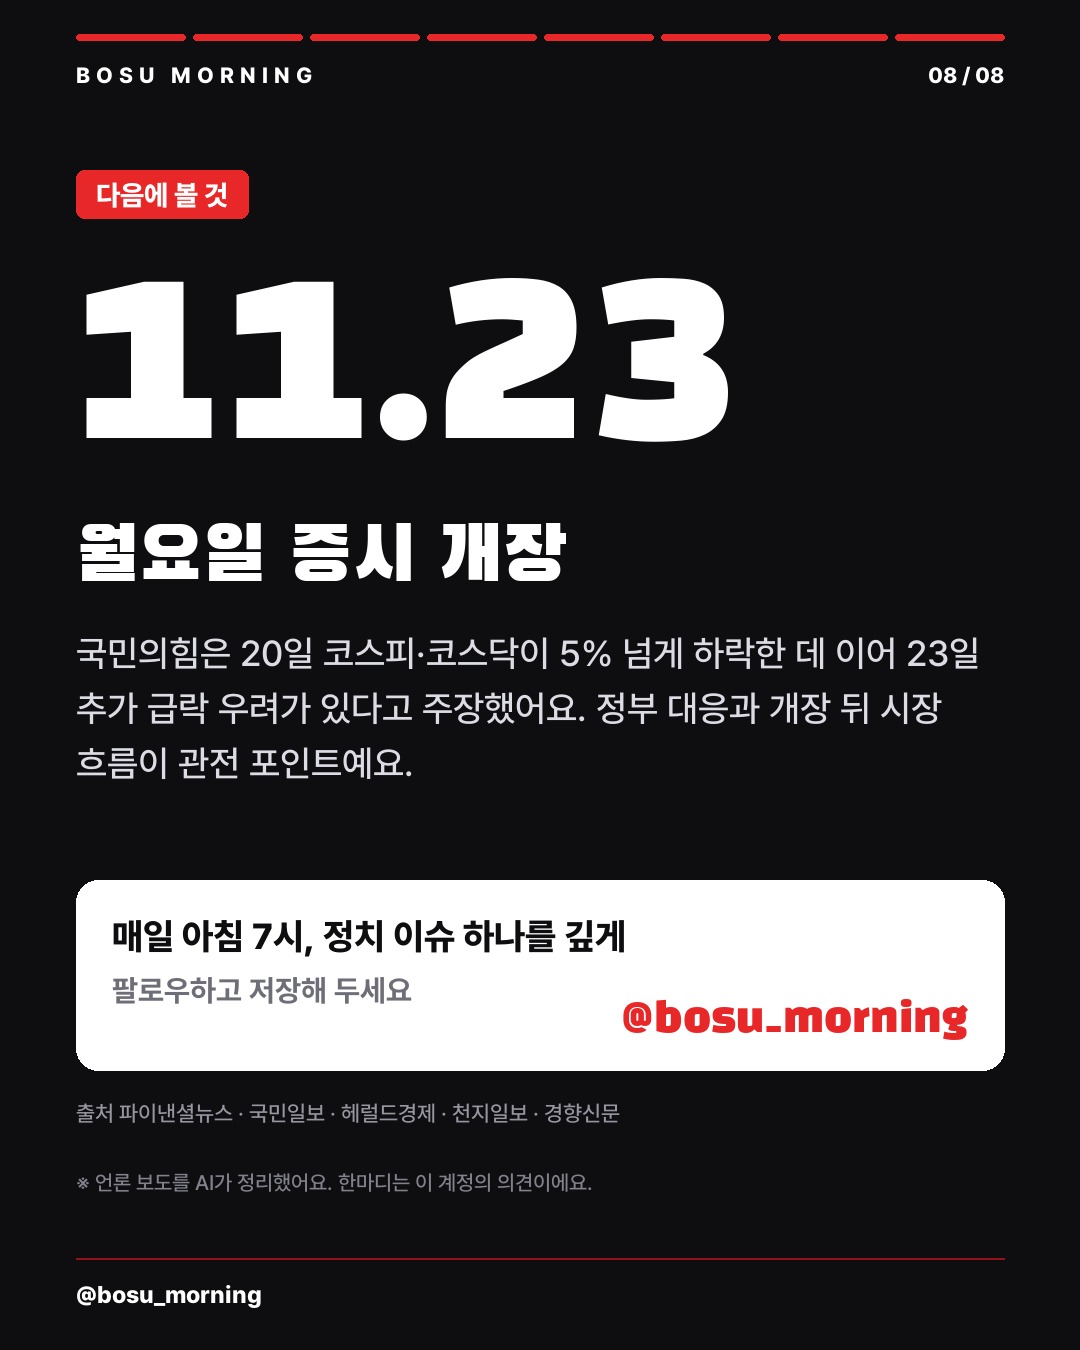 BOSU MORNING
08 / 08
다음에 볼 것
11.23
월요일 증시 개장
국민의힘은 20일 코스피·코스닥이 5% 넘게 하락한 데 이어 23일
추가 급락 우려가 있다고 주장했어요. 정부 대응과 개장 뒤 시장
흐름이 관전 포인트예요.
매일 아침 7시, 정치 이슈 하나를 깊게
팔로우하고 저장해 두세요
@bosu_morning
출처 파이낸셜뉴스 · 국민일보 · 헤럴드경제 · 천지일보 · 경향신문
※ 언론 보도를 AI가 정리했어요. 한마디는 이 계정의 의견이에요.
@bosu_morning